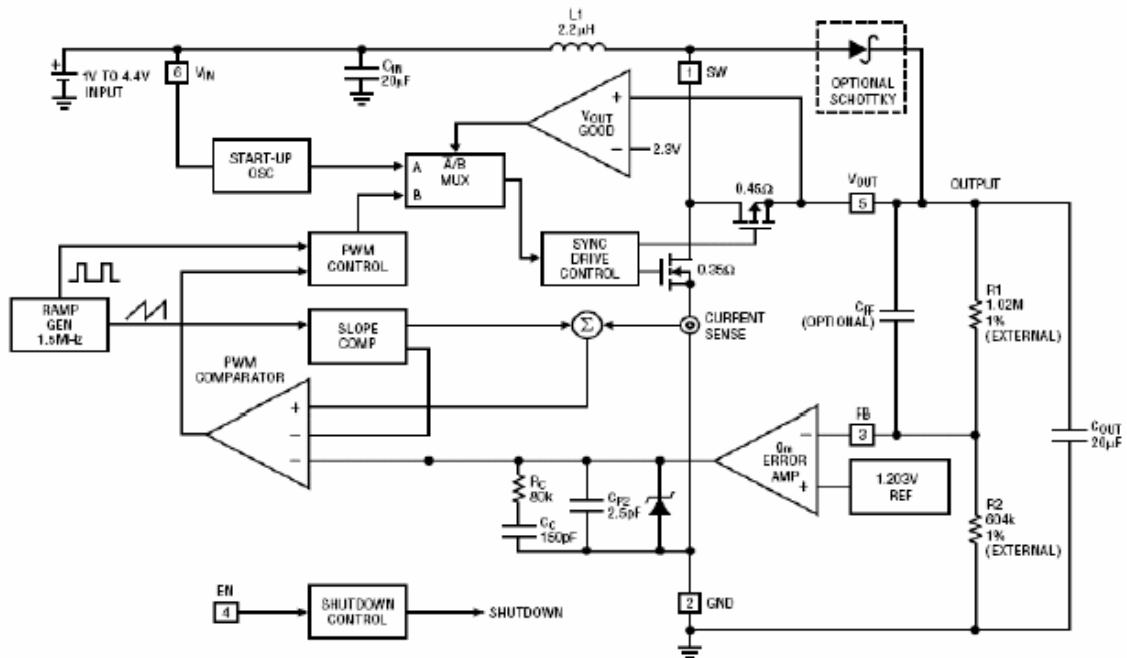 L1
2.2µH
1V TO 4.4V
INPUT
6
VIN
CIN
20µF
1
SW
OPTIONAL
SCHOTTKY
+
VOUT
GOOD
–
2.3V
START-UP
OSC
A
B
A/B
MUX
0.45Ω
VOUT
5
OUTPUT
PWM
CONTROL
SYNC
DRIVE
CONTROL
0.35Ω
RAMP
GEN
1.5MHz
SLOPE
COMP
Σ
CURRENT
SENSE
CFF
(OPTIONAL)
R1
1.02M
1%
(EXTERNAL)
PWM
COMPARATOR
+
–
–
FB
3
–
gm
ERROR
AMP
+
1.203V
REF
COUT
20µF
RC
80k
CC
150pF
CP2
2.5pF
R2
604k
1%
(EXTERNAL)
EN
4
SHUTDOWN
CONTROL
SHUTDOWN
2
GND